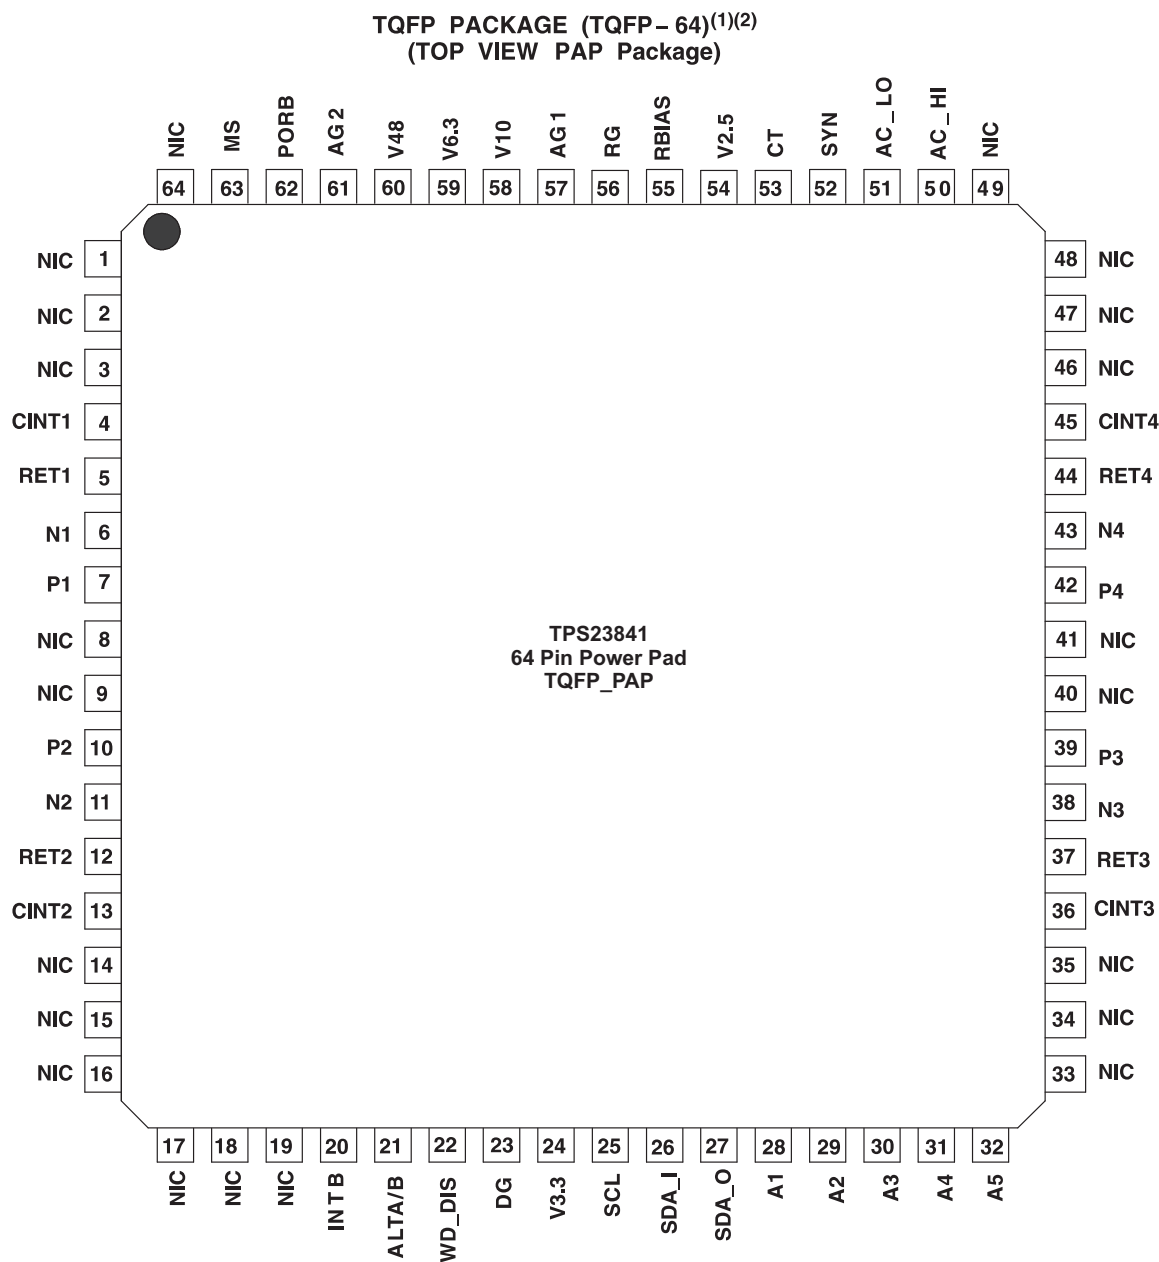 TQFP PACKAGE (TQFP–64)(1)(2)
(TOP VIEW PAP Package)
NIC MS PORB AG2 V48 V6.3 V10 AG1 RG RBIAS V2.5 CT SYN AC_LO AC_HI NIC
64 63 62 61 60 59 58 57 56 55 54 53 52 51 50 49
NIC 1 48 NIC
NIC 2 47 NIC
NIC 3 46 NIC
CINT1 4 45 CINT4
RET1 5 44 RET4
N1 6 43 N4
P1 7 42 P4
NIC 8 41 NIC
TPS23841
64 Pin Power Pad
TQFP_PAP
NIC 9 40 NIC
P2 10 39 P3
N2 11 38 N3
RET2 12 37 RET3
CINT2 13 36 CINT3
NIC 14 35 NIC
NIC 15 34 NIC
NIC 16 33 NIC
17 18 19 20 21 22 23 24 25 26 27 28 29 30 31 32
NIC NIC NIC INTB ALTA/B WD_DIS DG V3.3 SCL SDA_I SDA_O A1 A2 A3 A4 A5